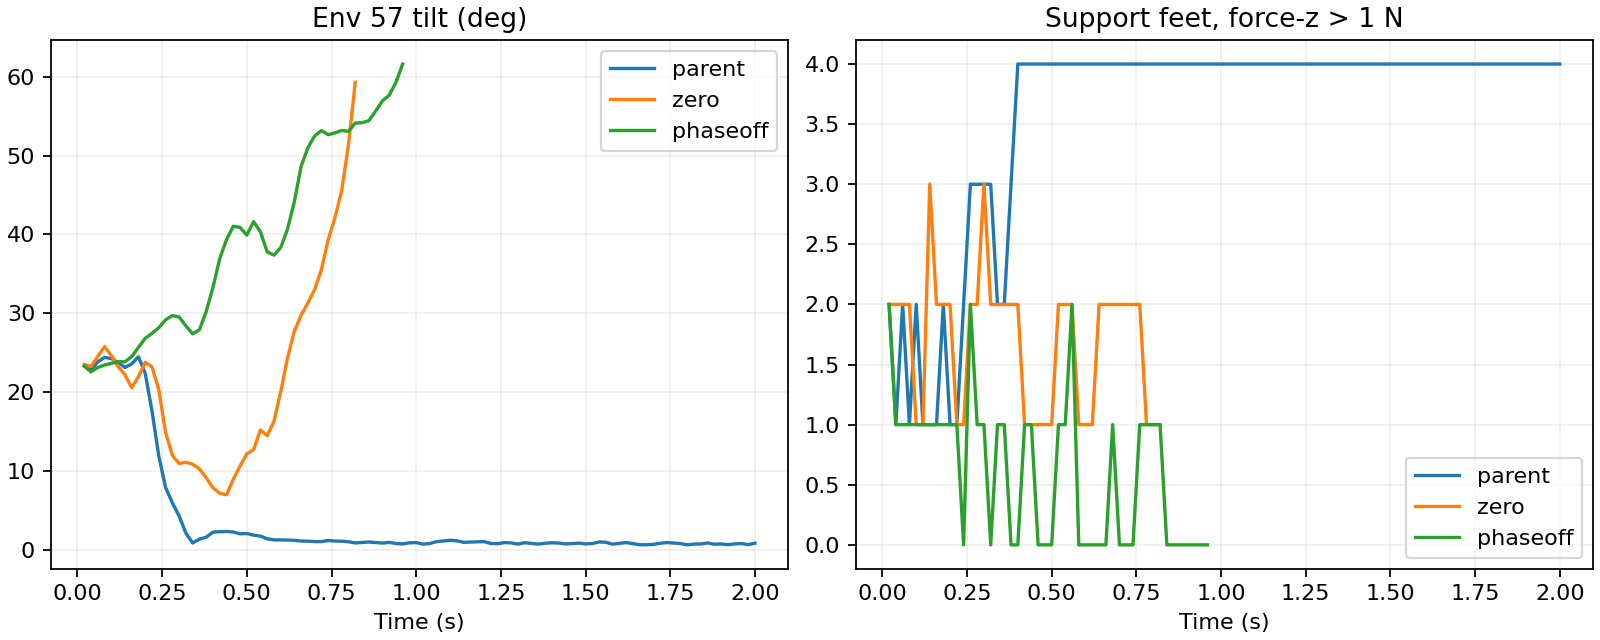 Env 57 tilt (deg)
60
50
40
30
20
10
0
0.00 0.25 0.50 0.75 1.00 1.25 1.50 1.75 2.00
Time (s)
parent
zero
phaseoff
Support feet, force-z > 1 N
4.0
3.5
3.0
2.5
2.0
1.5
1.0
0.5
0.0
0.00 0.25 0.50 0.75 1.00 1.25 1.50 1.75 2.00
Time (s)
parent
zero
phaseoff